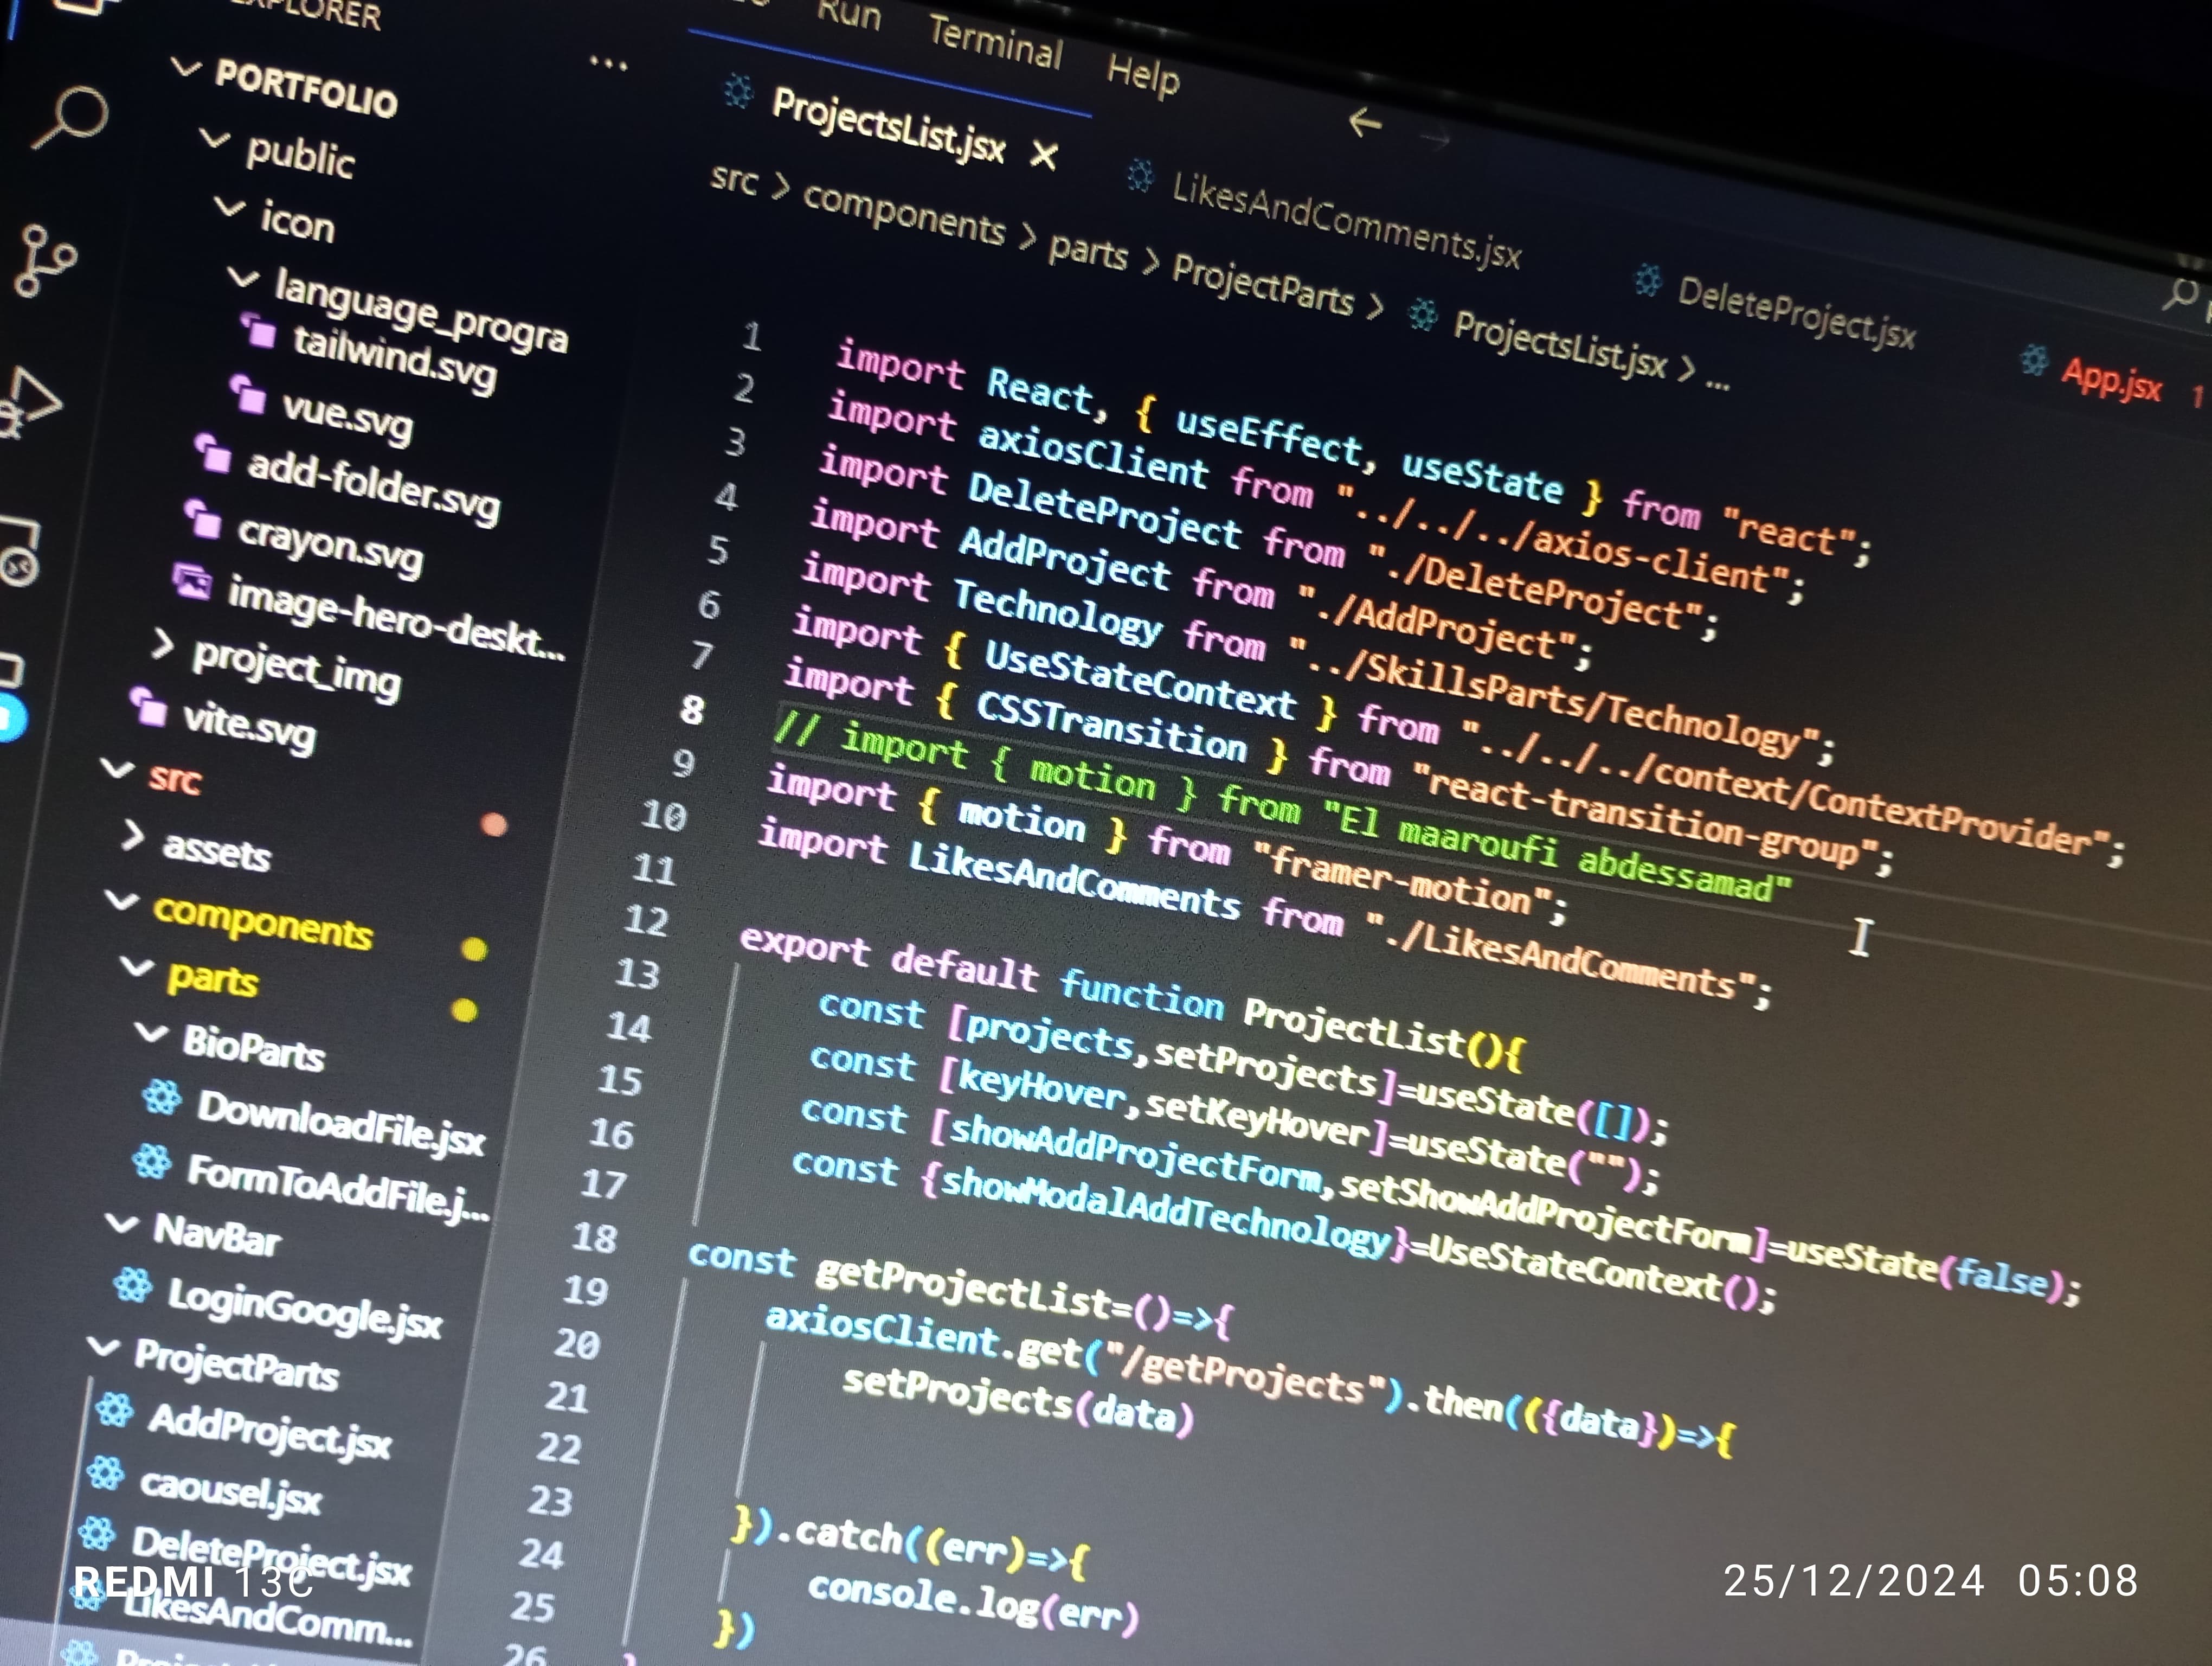 EXPLORER
PORTFOLIO
...
public
icon
language_progra
tailwind.svg
vue.svg
add-folder.svg
crayon.svg
image-hero-deskt...
project_img
vite.svg
src
assets
components
parts
BioParts
DownloadFile.jsx
FormToAddFile.j...
NavBar
LoginGoogle.jsx
ProjectParts
AddProject.jsx
caousel.jsx
DeleteProject.jsx
LikesAndComm...
Run Terminal Help
ProjectsList.jsx LikesAndComments.jsx DeleteProject.jsx App.jsx 1
src > components > parts > ProjectParts > ProjectsList.jsx > ...
1 import React, { useEffect, useState } from "react";
2 import axiosClient from "../../../axios-client";
3 import DeleteProject from "./DeleteProject";
4 import AddProject from "./AddProject";
5 import Technology from "../SkillsParts/Technology";
6 import { UseStateContext } from "../../../context/ContextProvider";
7 import { CSSTransition } from "react-transition-group";
8 // import { motion } from "El maaroufi abdessamad"
9 import { motion } from "framer-motion";
10 import LikesAndComments from "./LikesAndComments";
11
12 export default function ProjectList(){
13 const [projects,setProjects]=useState([]);
14 const [keyHover,setKeyHover]=useState("");
15 const [showAddProjectForm,setShowAddProjectForm]=useState(false);
16 const {showModalAddTechnology}=UseStateContext();
17
18 const getProjectList=()=>{
19 axiosClient.get("/getProjects").then(({data})=>{
20 setProjects(data)
21
22
23 }).catch((err)=>{
24 console.log(err)
25 })
26 }
REDMI 13C
25/12/2024 05:08